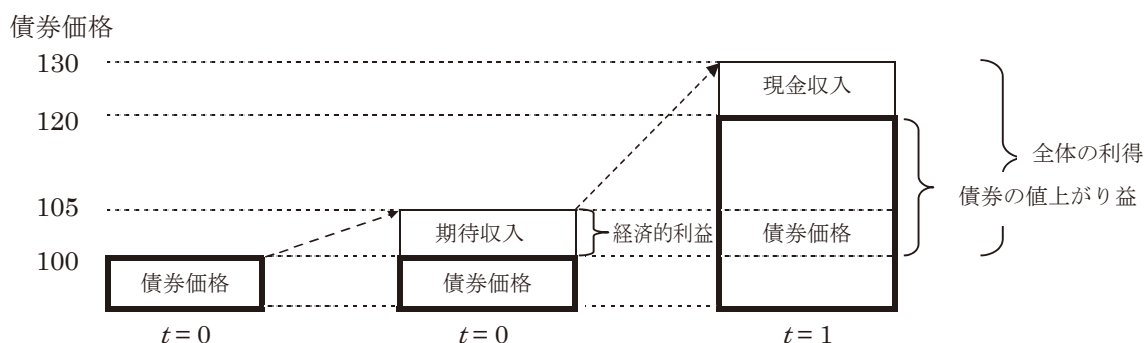 債券価格
130
現金収入
120
全体の利得
債券の値上がり益
105
期待収入
経済的利益
債券価格
100
債券価格
債券価格
t = 0
t = 0
t = 1